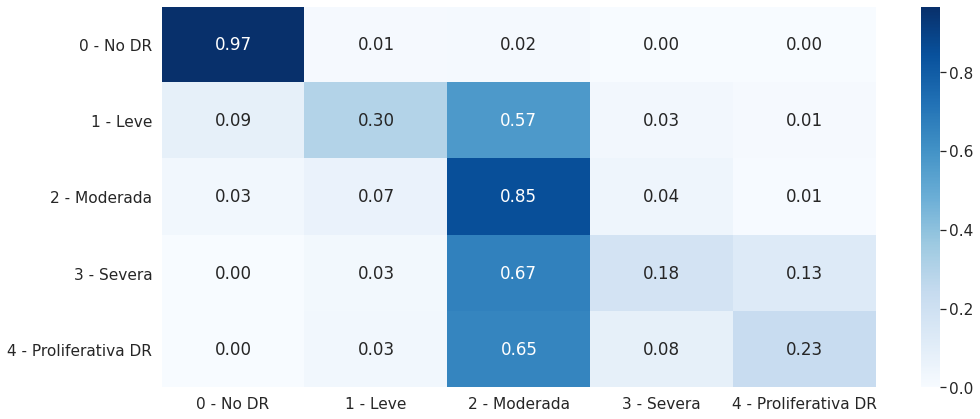 0 - No DR 0.97 0.01 0.02 0.00 0.00
1 - Leve 0.09 0.30 0.57 0.03 0.01
2 - Moderada 0.03 0.07 0.85 0.04 0.01
3 - Severa 0.00 0.03 0.67 0.18 0.13
4 - Proliferativa DR 0.00 0.03 0.65 0.08 0.23
0 - No DR 1 - Leve 2 - Moderada 3 - Severa 4 - Proliferativa DR
0.8
0.6
0.4
0.2
0.0